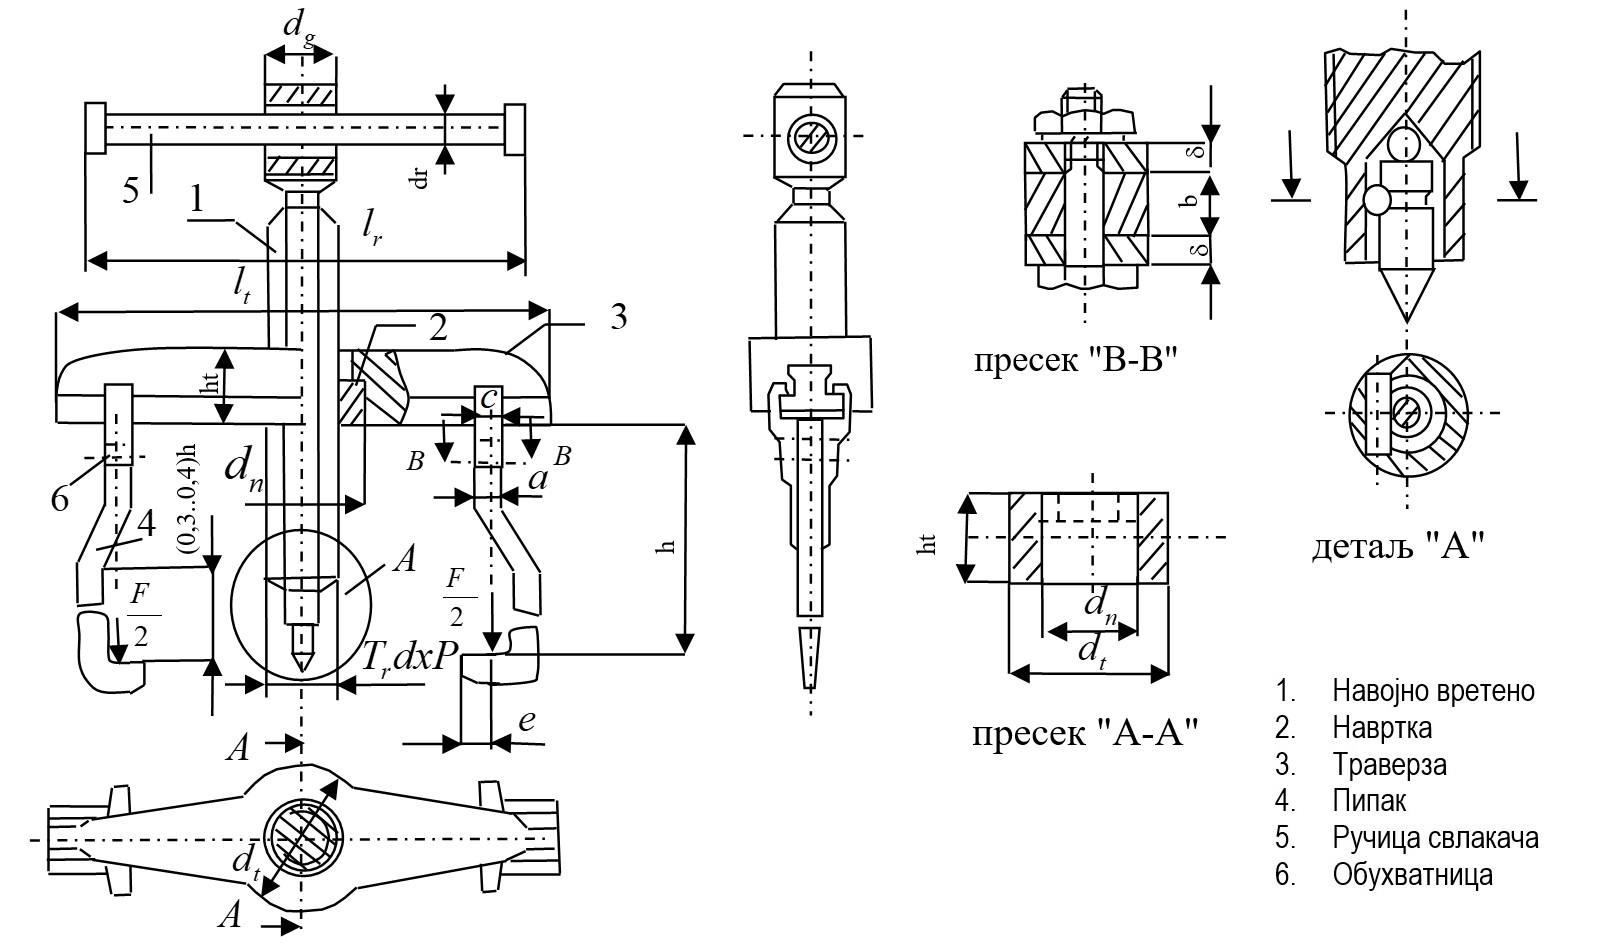 d_g
5
dr
1
l_r
l_t
2
3
ht
c
B
B
a
d_n
(0,3..0,4)h
6
4
h
A
F/2
F/2
T_r dxP
e
A
d_t
A
δ
b
δ
пресек "B-B"
ht
d_n
d_t
пресек "A-A"
детаљ "A"
1. Навојно вретено
2. Навртка
3. Траверза
4. Пипак
5. Ручица свлакача
6. Обухватница